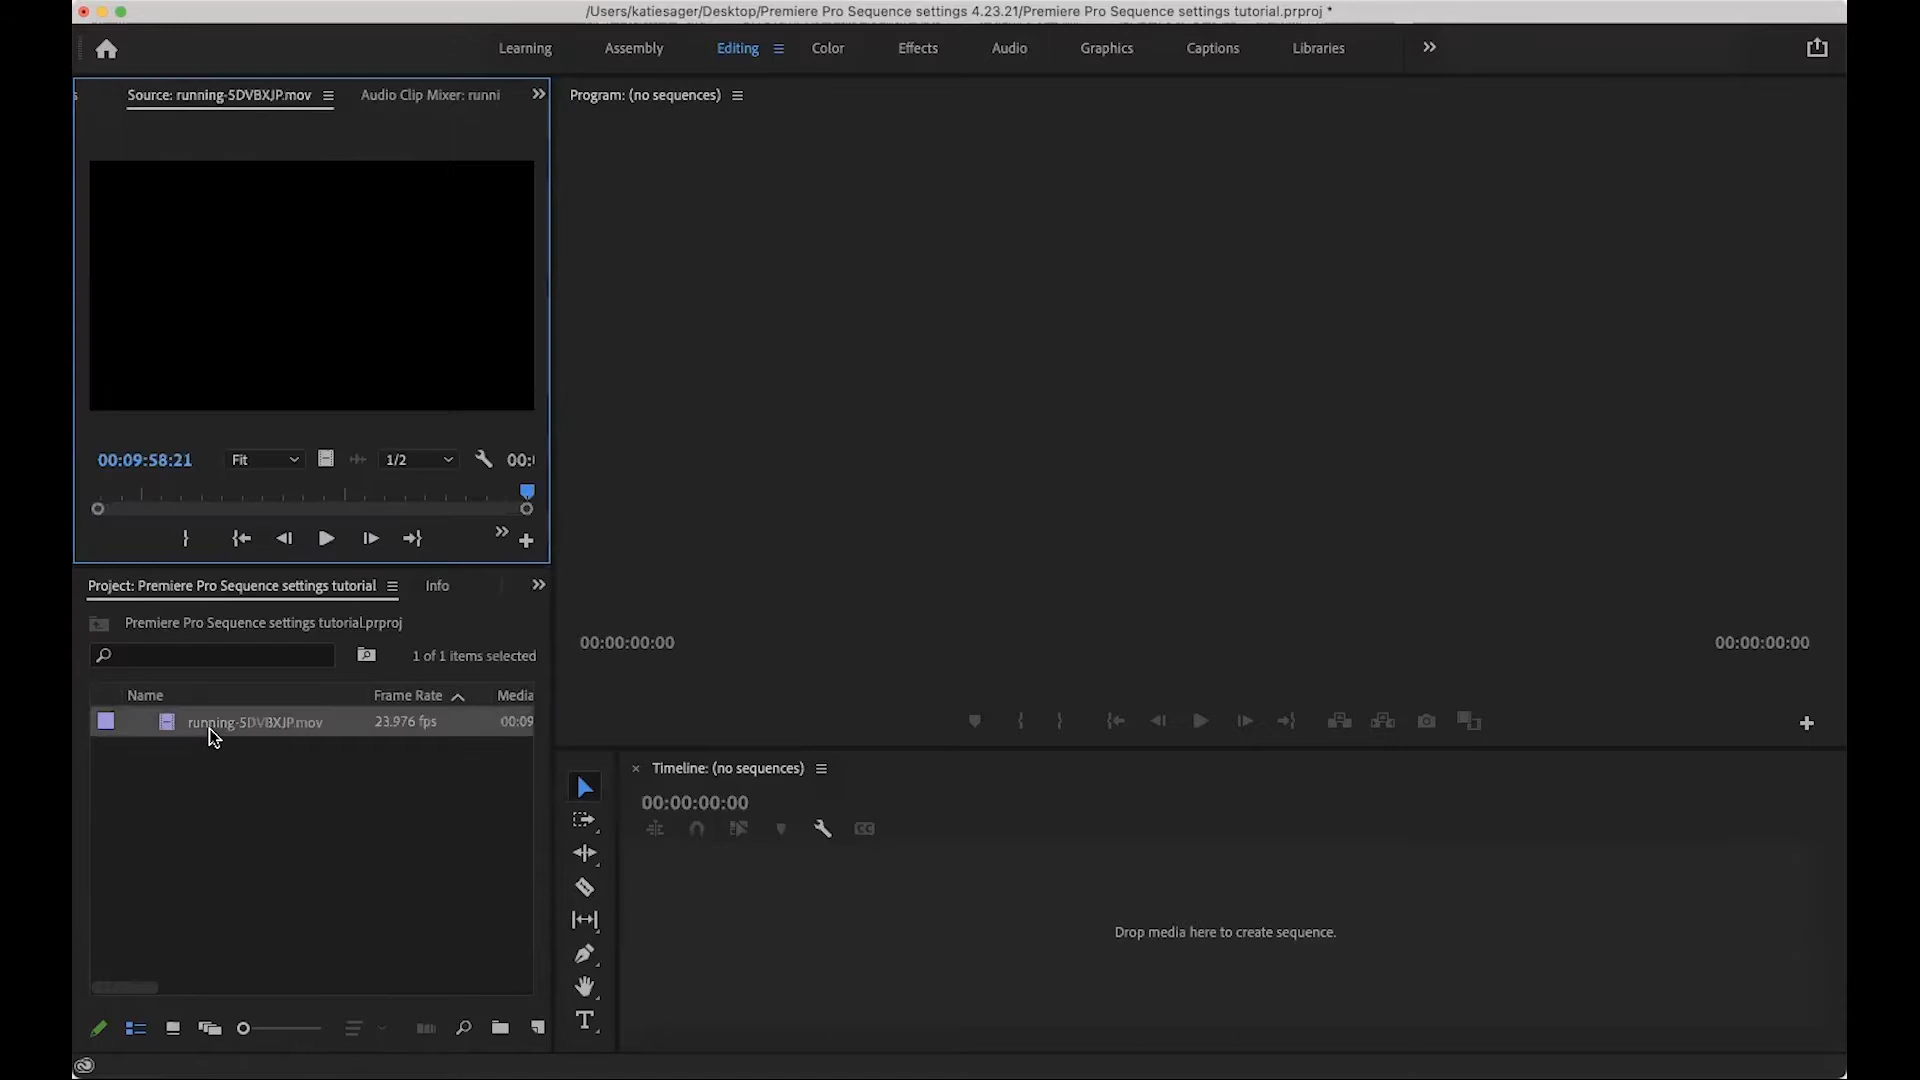 /Users/katiesager/Desktop/Premiere Pro Sequence settings 4.23.21/Premiere Pro Sequence settings tutorial.prproj *
Learning Assembly Editing Color Effects Audio Graphics Captions Libraries
Source: running-5DVBXJP.mov Audio Clip Mixer: runni
Program: (no sequences)
00:09:58:21 Fit 1/2 00:
Project: Premiere Pro Sequence settings tutorial Info
Premiere Pro Sequence settings tutorial.prproj
1 of 1 items selected
00:00:00:00 00:00:00:00
Name Frame Rate Media
running-5DVBXJP.mov 23.976 fps 00:09
Timeline: (no sequences)
00:00:00:00
CC
Drop media here to create sequence.